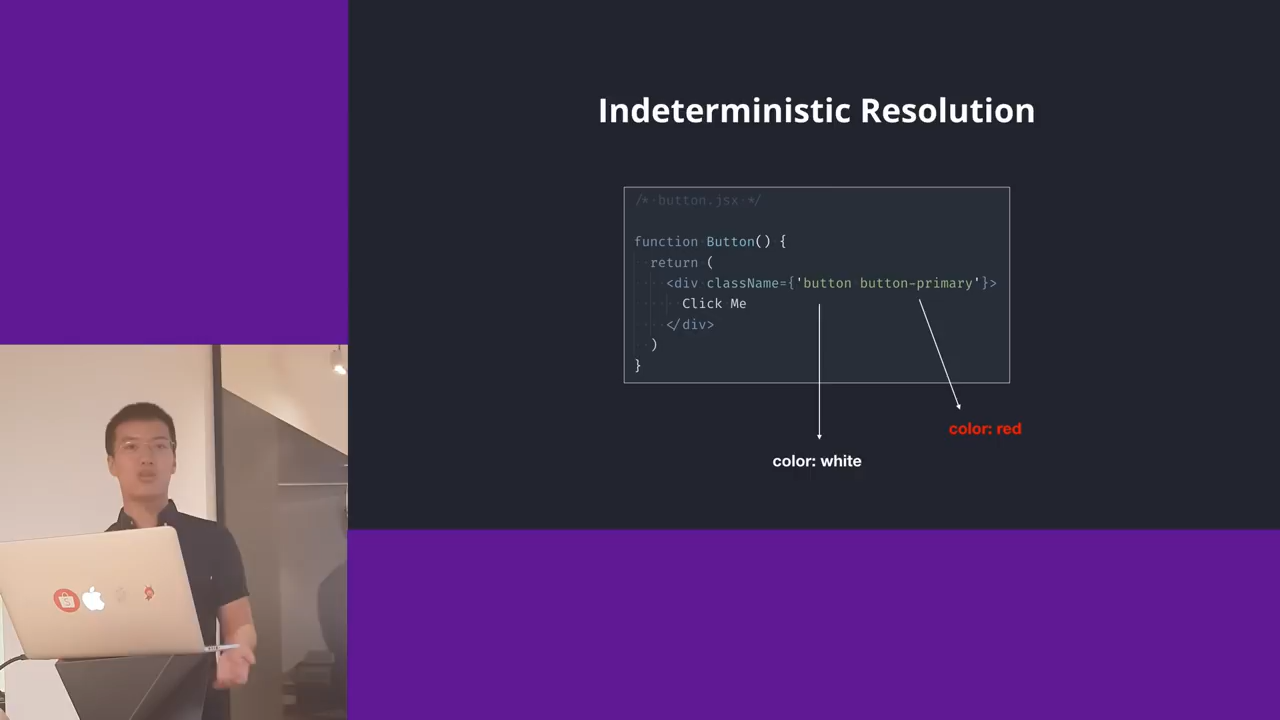 Indeterministic Resolution
/* button.jsx */
function Button() {
return (
<div className={'button button-primary'}>
Click Me
</div>
)
}
color: red
color: white